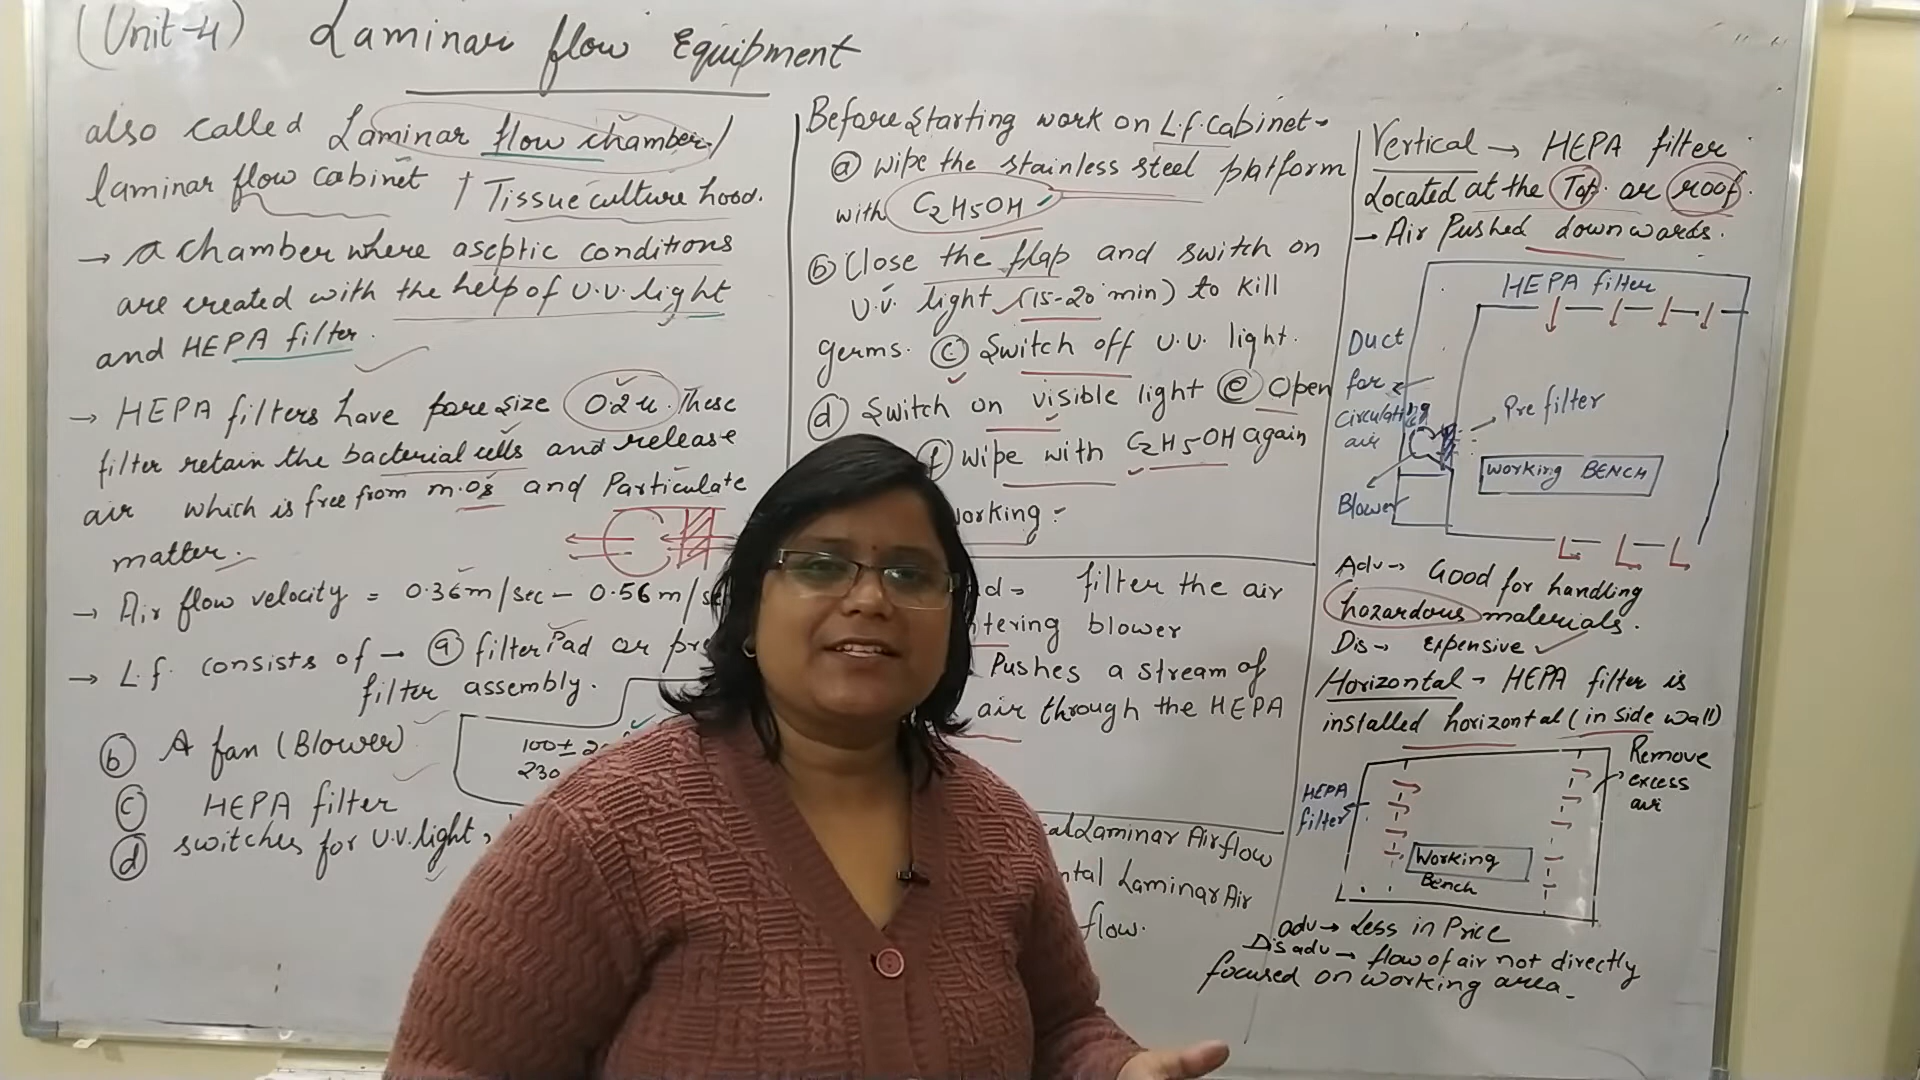 (Unit-4) Laminar flow Equipment
also called Laminar flow chamber /
laminar flow cabinet / Tissue culture hood.
→ a chamber where aseptic conditions
are created with the help of U.V. light
and HEPA filter.
→ HEPA filters have pore size 0.2u. These
filter retain the bacterial cells and release
air which is free from m.o's and Particulate
matter.
→ Air flow velocity = 0.36m/sec - 0.56m/
→ L.f. consists of - (a) filter Pad or
filter assembly.
(b) A fan (Blower)
(c) HEPA filter
(d) switches for U.V. light,
100±
230
Before starting work on L.f. cabinet-
(a) Wipe the stainless steel platform
with C2H5OH
(b) Close the flap and switch on
U.V. light (15-20 min) to kill
germs. (c) Switch off U.V. light.
(d) Switch on visible light (e) Open
(f) Wipe with C2H5OH again
orking:-
filter the air
blower
Pushes a stream of
air through the HEPA
Laminar Airflow
Laminar Air
flow.
Vertical → HEPA filter
Located at the Top or roof.
→ Air Pushed downwards.
HEPA filter
Duct
for
circulating
air
Pre filter
Working BENCH
Blower
Adv → Good for handling
hazardous materials.
Dis → expensive
Horizontal - HEPA filter is
installed horizontal (in side wall)
Remove
excess
air
HEPA
filter
Working
Bench
adv → Less in Price
Dis adv → flow of air not directly
focused on working area.